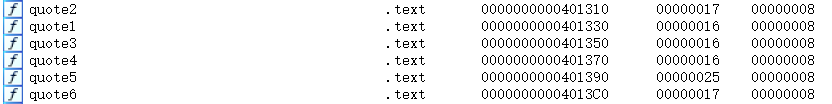 f quote2 .text 0000000000401310 00000017 00000008
f quote1 .text 0000000000401330 00000016 00000008
f quote3 .text 0000000000401350 00000016 00000008
f quote4 .text 0000000000401370 00000016 00000008
f quote5 .text 0000000000401390 00000025 00000008
f quote6 .text 00000000004013C0 00000017 00000008